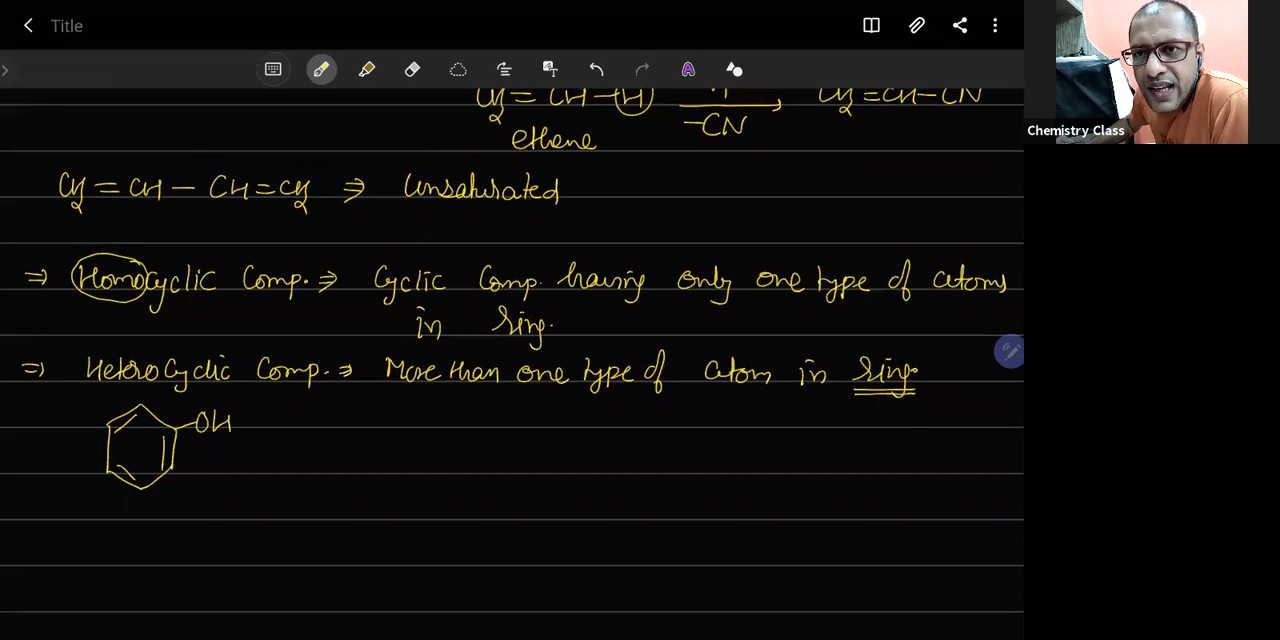 Title
Chemistry Class
CH2 = CH – (H) –CN → CH2 = CH – CN
ethene
CH2 = CH – CH = CH2 ⇒ Unsaturated
⇒ Homocyclic Comp. ⇒ Cyclic Comp. having only one type of atoms
in ring.
⇒ Heterocyclic Comp. ⇒ More than one type of atom in ring.
–OH